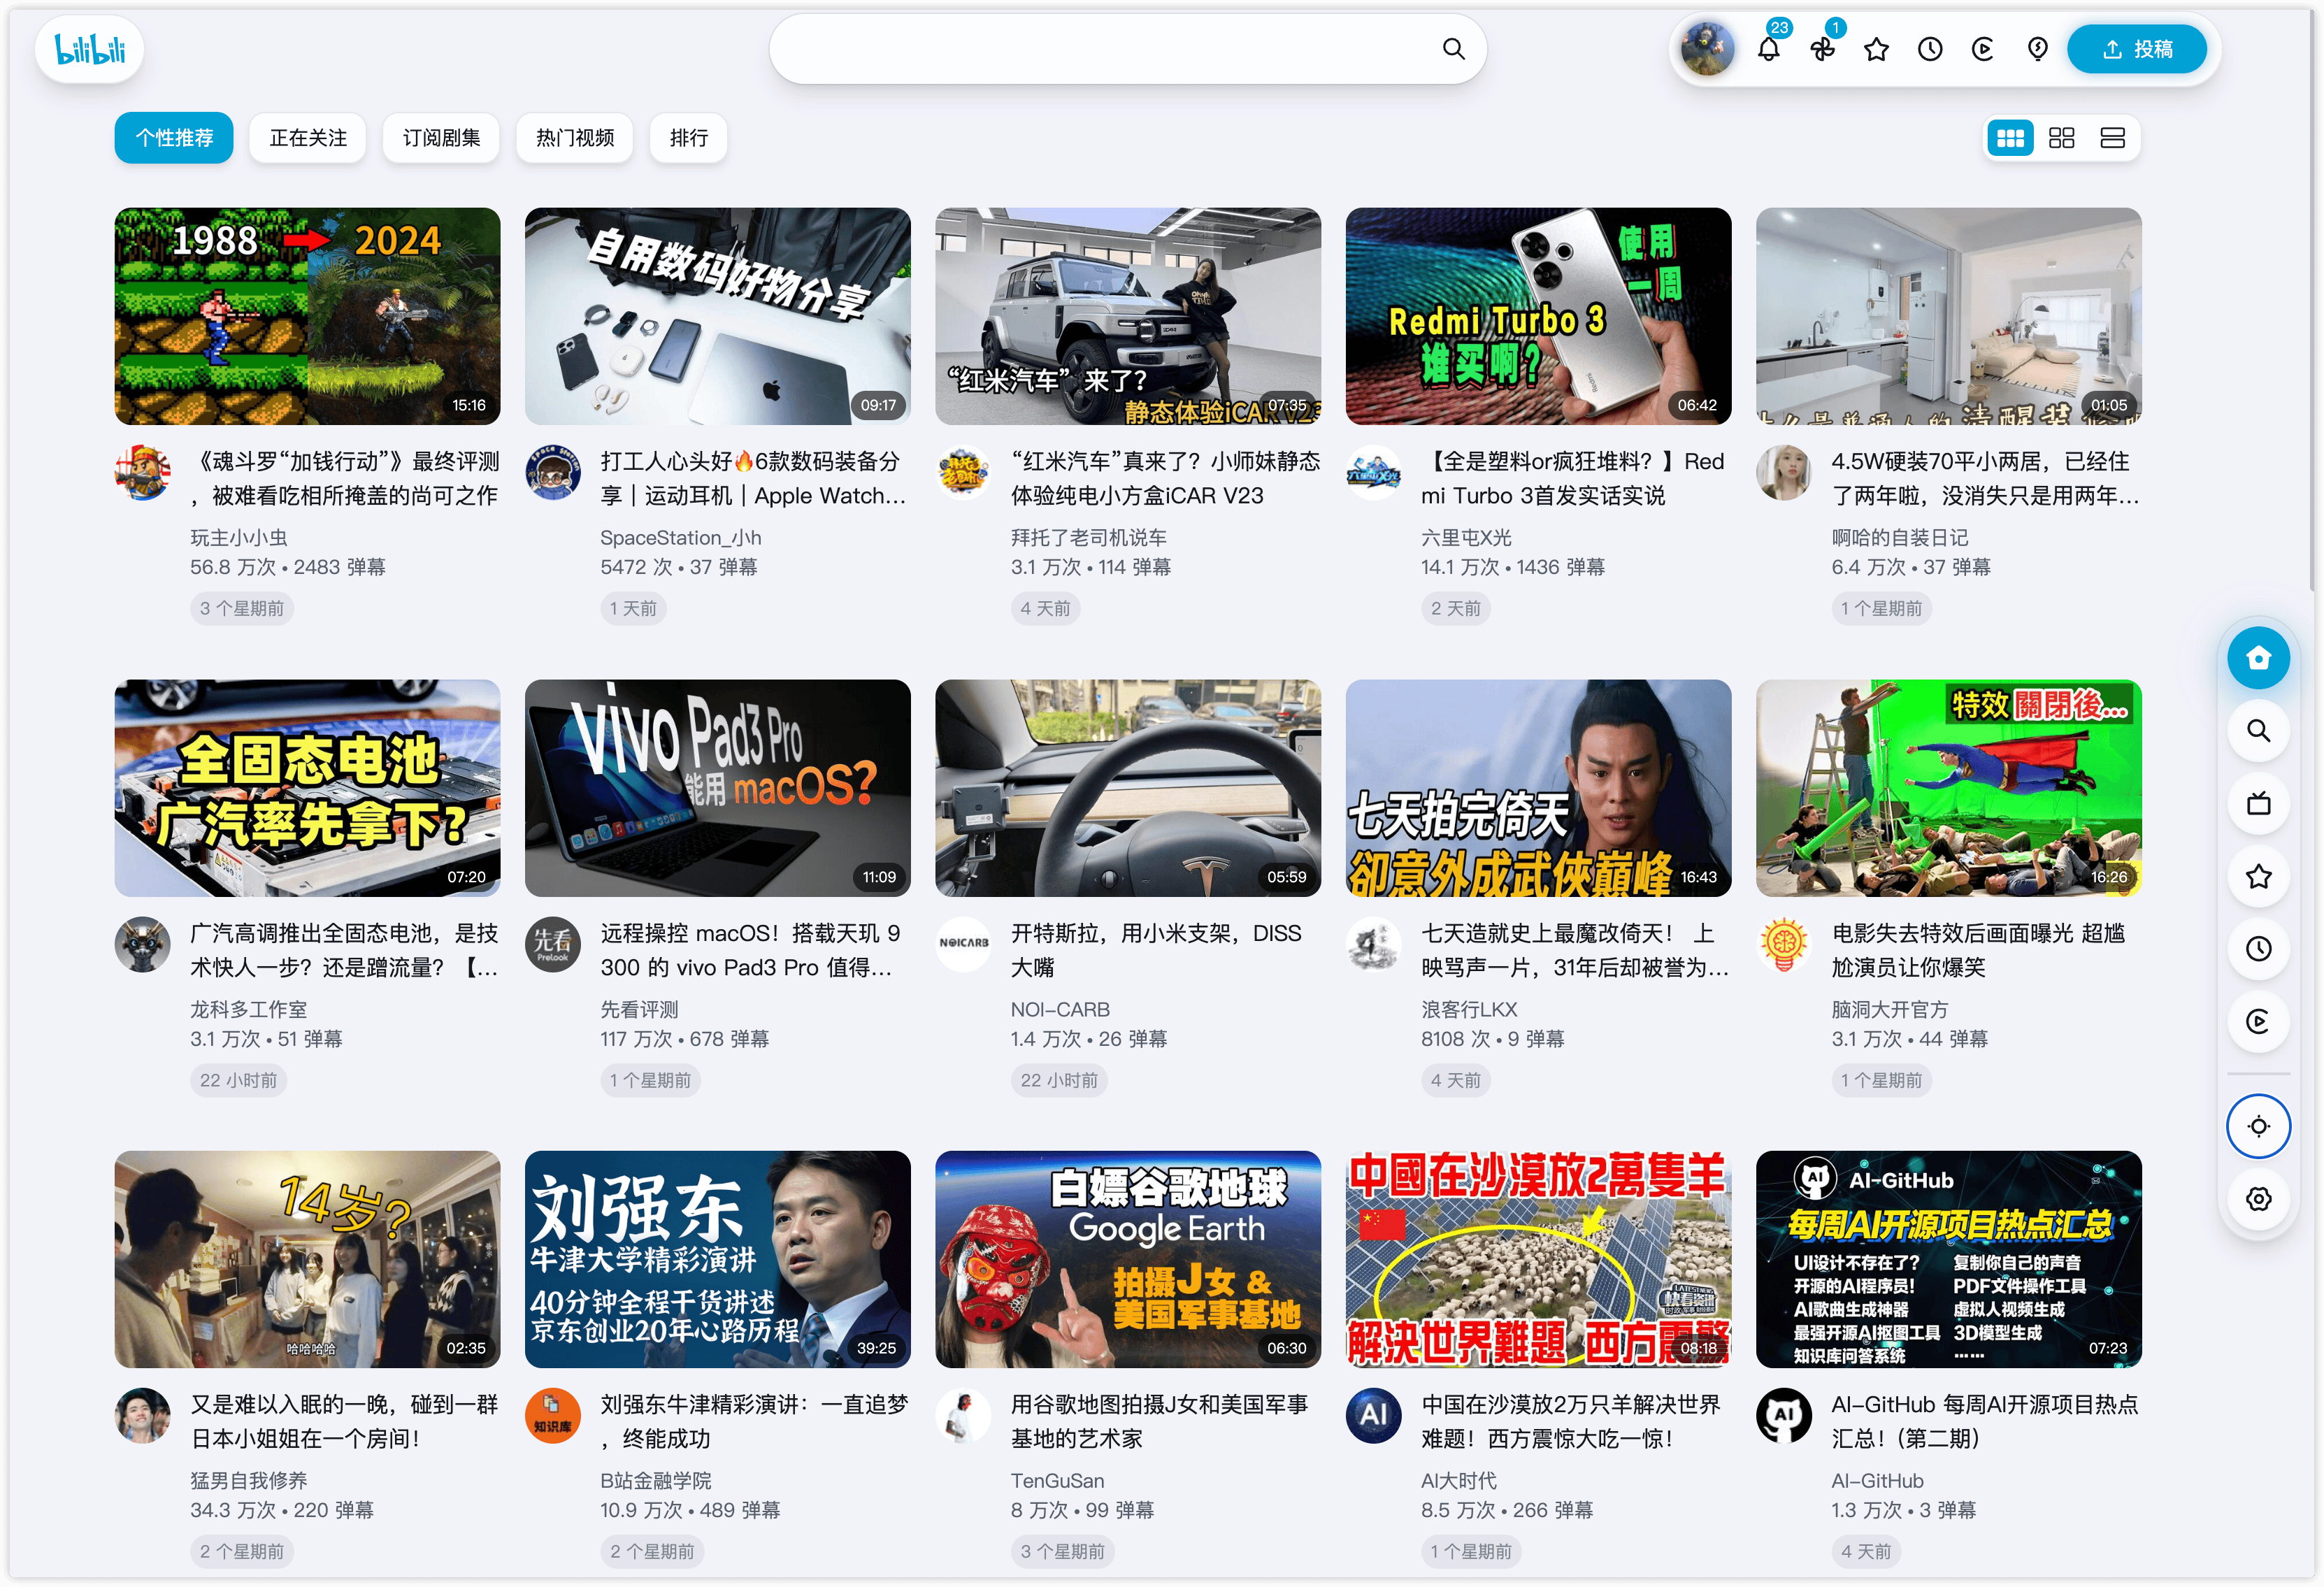 bilibili
23
1
投稿
个性推荐
正在关注
订阅剧集
热门视频
排行
1988
2024
15:16
《魂斗罗“加钱行动”》最终评测
，被难看吃相所掩盖的尚可之作
玩主小小虫
56.8 万次 • 2483 弹幕
3 个星期前
自用数码好物分享
09:17
打工人心头好🔥6款数码装备分
享｜运动耳机｜Apple Watch...
SpaceStation_小h
5472 次 • 37 弹幕
1 天前
“红米汽车”来了？
静态体验iCAR V23
07:35
“红米汽车”真来了？小师妹静态
体验纯电小方盒iCAR V23
拜托了老司机说车
3.1 万次 • 114 弹幕
4 天前
使用
一周
Redmi Turbo 3
谁买啊？
Redmi
06:42
【全是塑料or疯狂堆料？】Red
mi Turbo 3首发实话实说
六里屯X光
14.1 万次 • 1436 弹幕
2 天前
01:05
4.5W硬装70平小两居，已经住
了两年啦，没消失只是用两年...
啊哈的自装日记
6.4 万次 • 37 弹幕
1 个星期前
全固态电池
广汽率先拿下？
07:20
广汽高调推出全固态电池，是技
术快人一步？还是蹭流量？【...
龙科多工作室
3.1 万次 • 51 弹幕
22 小时前
vivo Pad3 Pro
能用 macOS？
11:09
先看
Prelook
远程操控 macOS！搭载天玑 9
300 的 vivo Pad3 Pro 值得...
先看评测
117 万次 • 678 弹幕
1 个星期前
05:59
NOICARB
开特斯拉，用小米支架，DISS
大嘴
NOI-CARB
1.4 万次 • 26 弹幕
22 小时前
七天拍完倚天
卻意外成武俠巔峰
16:43
七天造就史上最魔改倚天！ 上
映骂声一片，31年后却被誉为...
浪客行LKX
8108 次 • 9 弹幕
4 天前
特效關閉後...
16:26
电影失去特效后画面曝光 超尴
尬演员让你爆笑
脑洞大开官方
3.1 万次 • 44 弹幕
1 个星期前
14岁？
哈哈哈哈
02:35
又是难以入眠的一晚，碰到一群
日本小姐姐在一个房间！
猛男自我修养
34.3 万次 • 220 弹幕
2 个星期前
刘强东
牛津大学精彩演讲
40分钟全程干货讲述
京东创业20年心路历程
39:25
知识库
刘强东牛津精彩演讲：一直追梦
，终能成功
B站金融学院
10.9 万次 • 489 弹幕
2 个星期前
白嫖谷歌地球
Google Earth
拍摄J女 &
美国军事基地
06:30
用谷歌地图拍摄J女和美国军事
基地的艺术家
TenGuSan
8 万次 • 99 弹幕
3 个星期前
中國在沙漠放2萬隻羊
LATEST NEWS
快看资讯
解決世界難題 西方震驚
08:18
AI
中国在沙漠放2万只羊解决世界
难题！西方震惊大吃一惊！
AI大时代
8.5 万次 • 266 弹幕
1 个星期前
AI
AI-GitHub
每周AI开源项目热点汇总
UI设计不存在了？
复制你自己的声音
开源的AI程序员！
PDF文件操作工具
AI歌曲生成神器
虚拟人视频生成
最强开源AI抠图工具
3D模型生成
知识库问答系统
……
07:23
AI
AI-GitHub 每周AI开源项目热点
汇总！（第二期）
AI-GitHub
1.3 万次 • 3 弹幕
4 天前